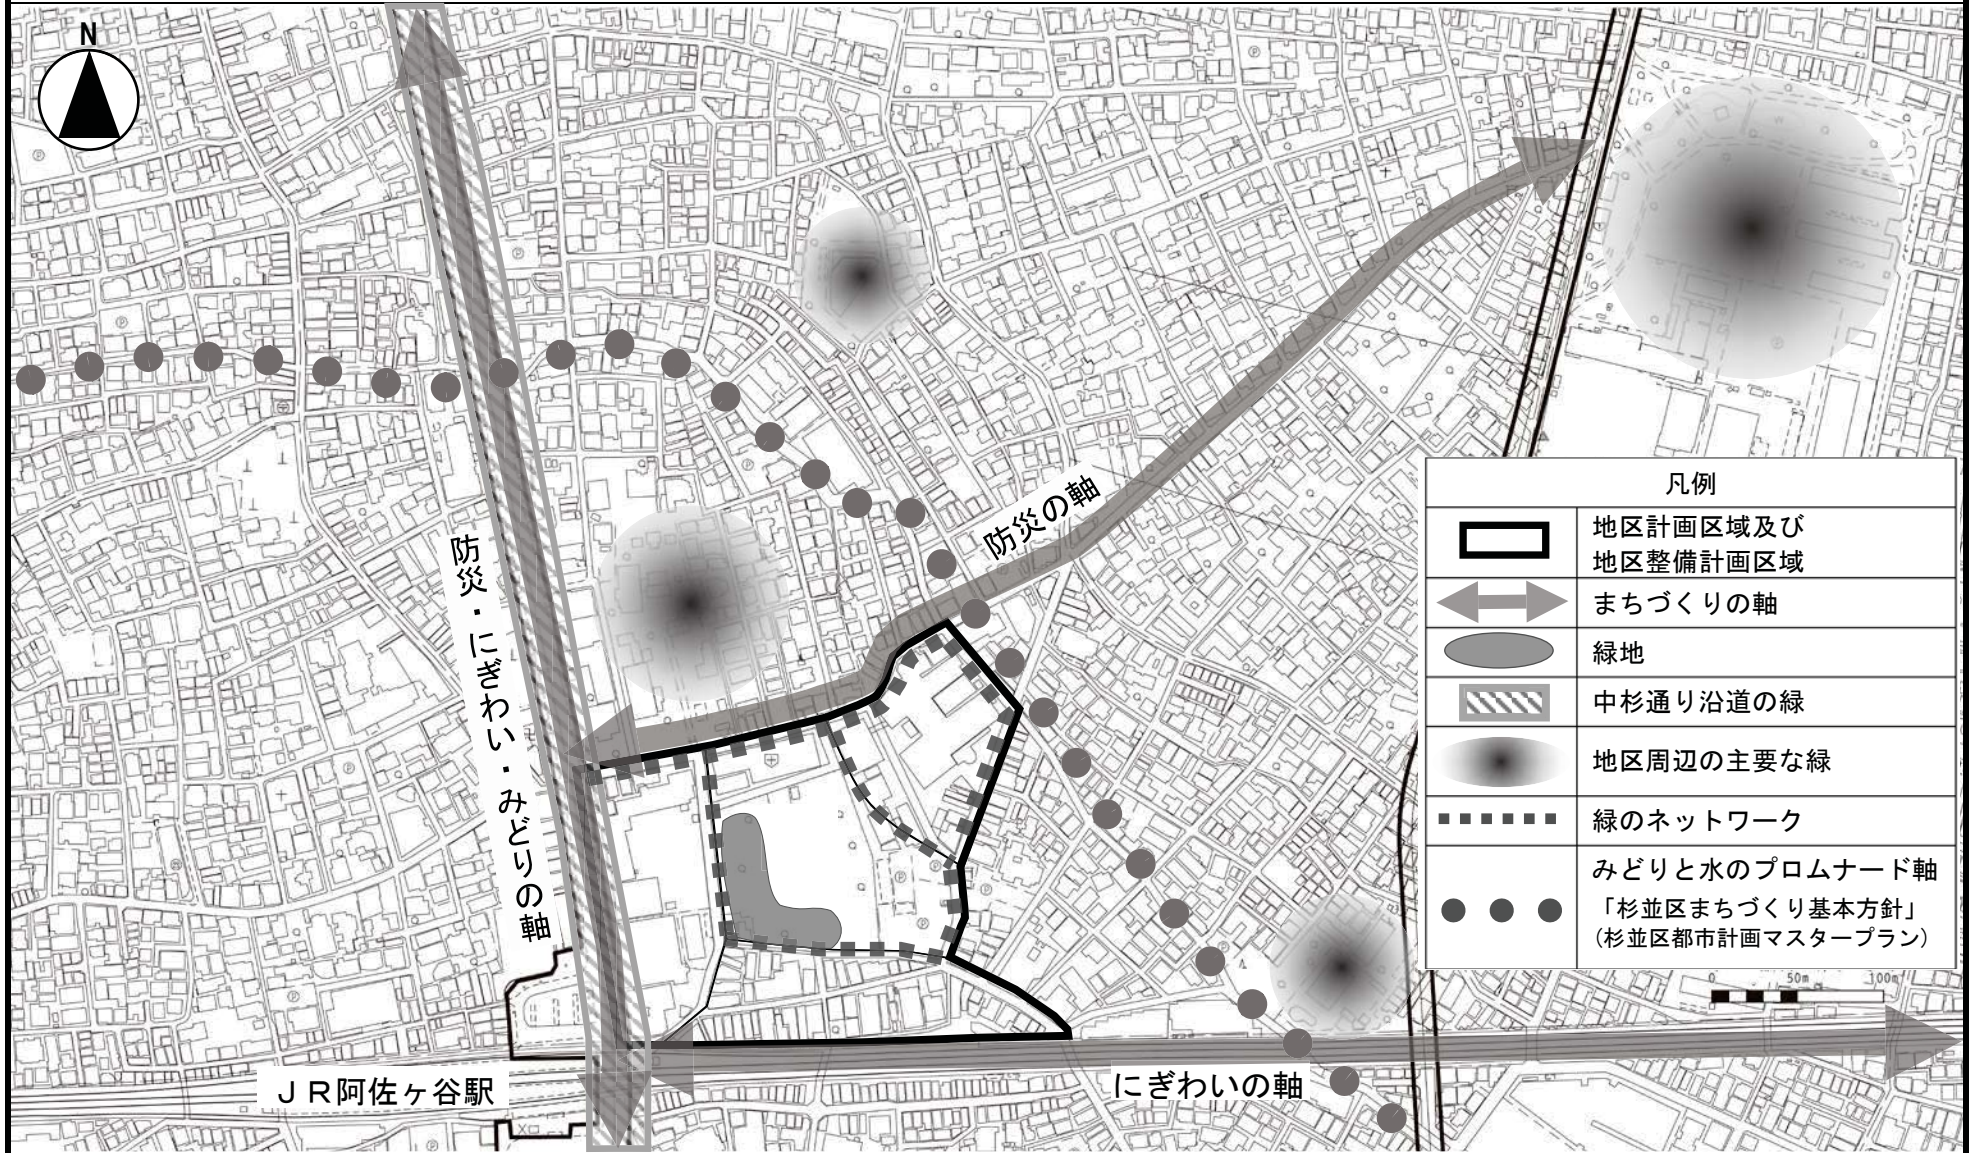 N
防災・にぎわい・みどりの軸
防災の軸
にぎわいの軸
ＪＲ阿佐ヶ谷駅
凡例
地区計画区域及び
地区整備計画区域
まちづくりの軸
緑地
中杉通り沿道の緑
地区周辺の主要な緑
緑のネットワーク
みどりと水のプロムナード軸
「杉並区まちづくり基本方針」
（杉並区都市計画マスタープラン）
0 50m 100m